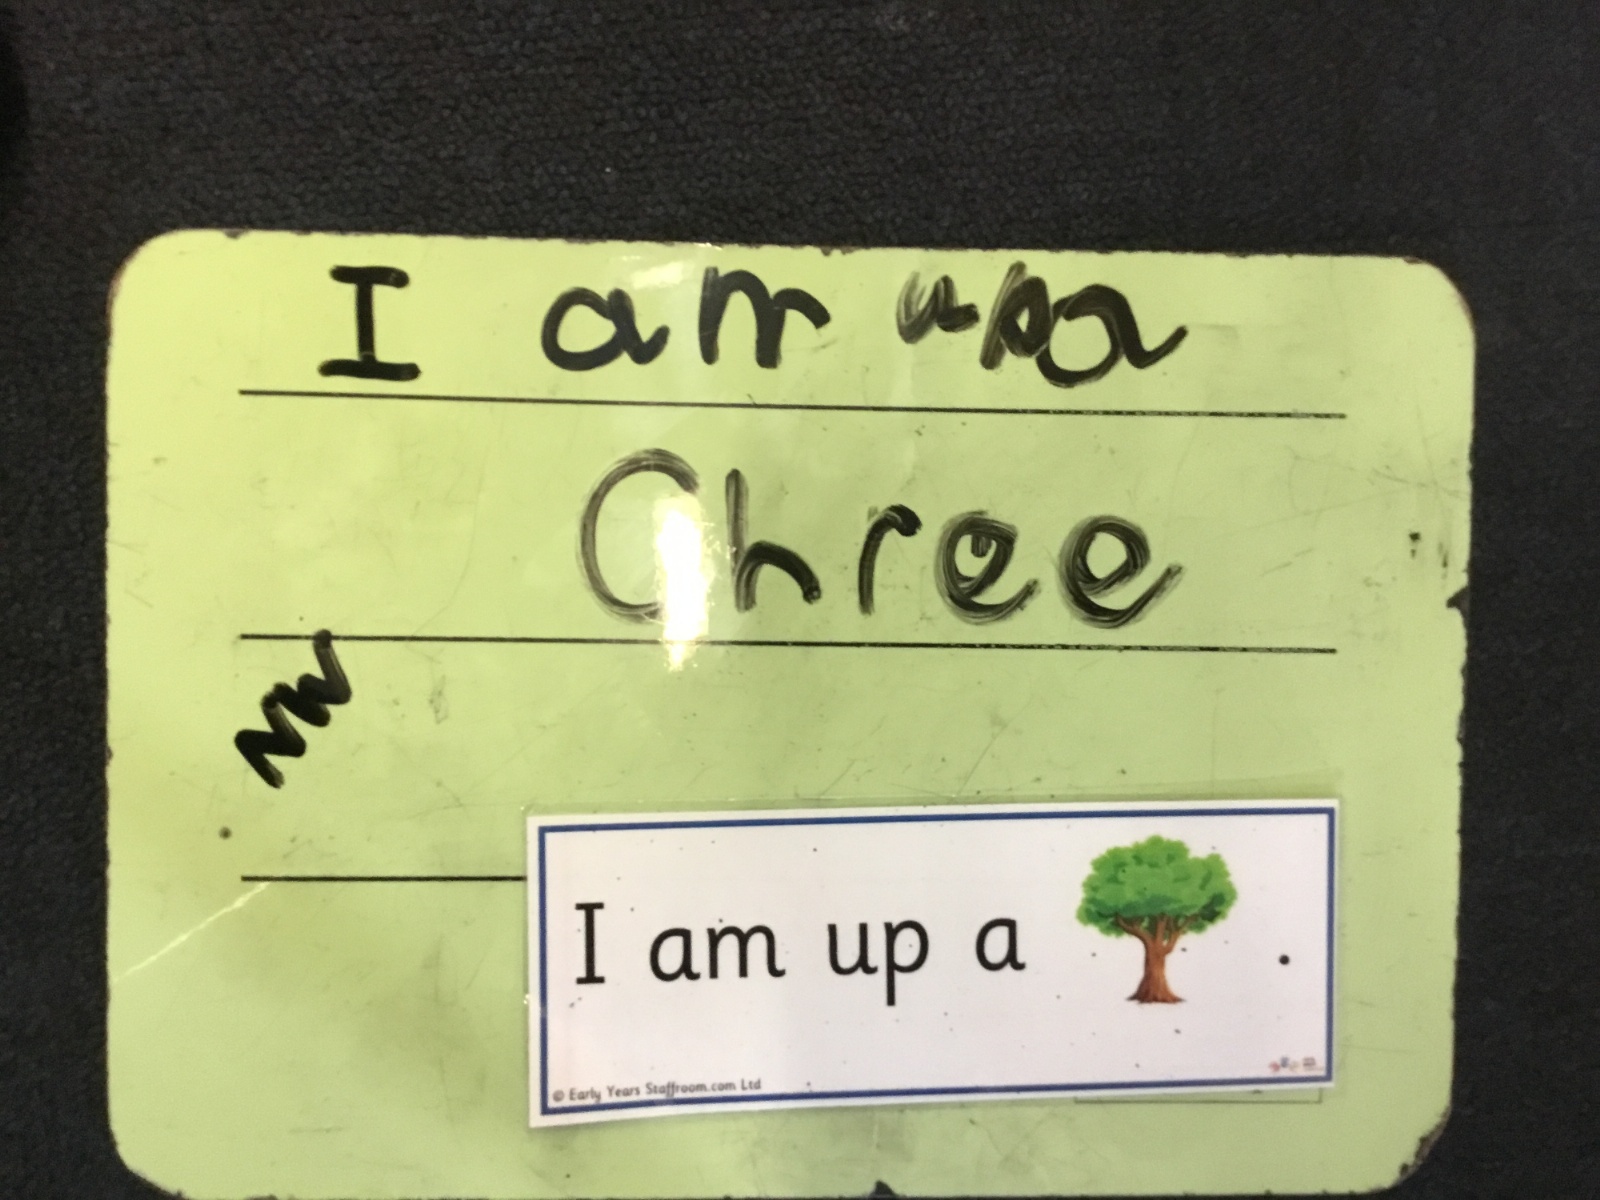 I am up a
Chree
I am up a .
© Early Years Staffroom.com Ltd